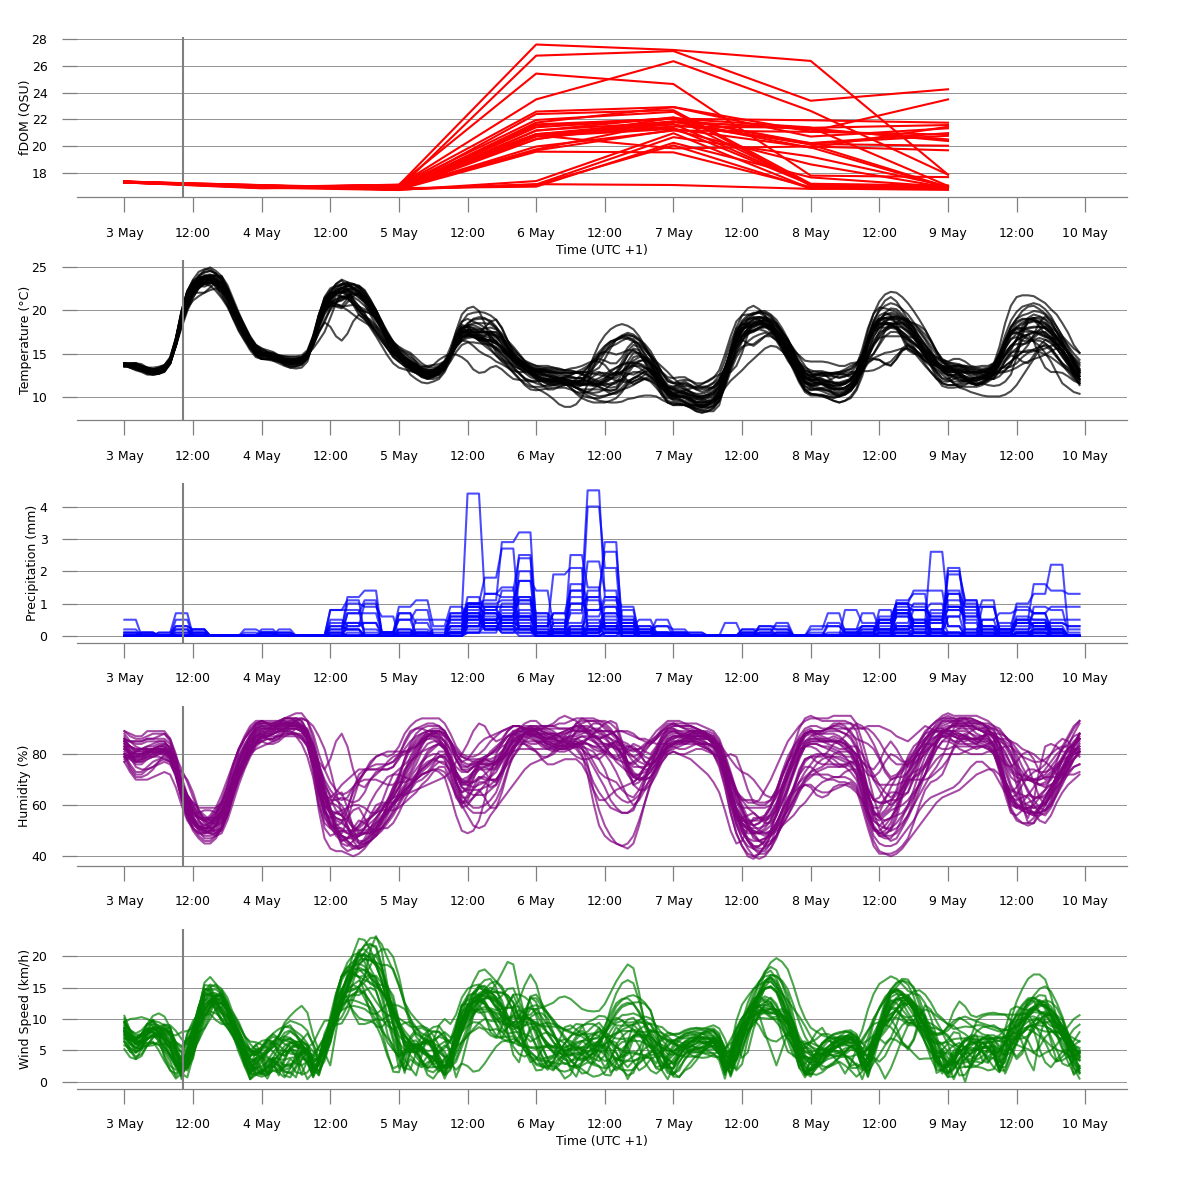 fDOM (QSU)
28
26
24
22
20
18
3 May 12:00 4 May 12:00 5 May 12:00 6 May 12:00 7 May 12:00 8 May 12:00 9 May 12:00 10 May
Time (UTC +1)
Temperature (°C)
25
20
15
10
3 May 12:00 4 May 12:00 5 May 12:00 6 May 12:00 7 May 12:00 8 May 12:00 9 May 12:00 10 May
Precipitation (mm)
4
3
2
1
0
3 May 12:00 4 May 12:00 5 May 12:00 6 May 12:00 7 May 12:00 8 May 12:00 9 May 12:00 10 May
Humidity (%)
80
60
40
3 May 12:00 4 May 12:00 5 May 12:00 6 May 12:00 7 May 12:00 8 May 12:00 9 May 12:00 10 May
Wind Speed (km/h)
20
15
10
5
0
3 May 12:00 4 May 12:00 5 May 12:00 6 May 12:00 7 May 12:00 8 May 12:00 9 May 12:00 10 May
Time (UTC +1)